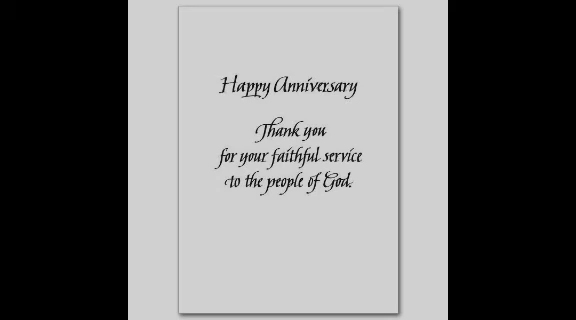 Happy Anniversary
Thank you
for your faithful service
to the people of God.